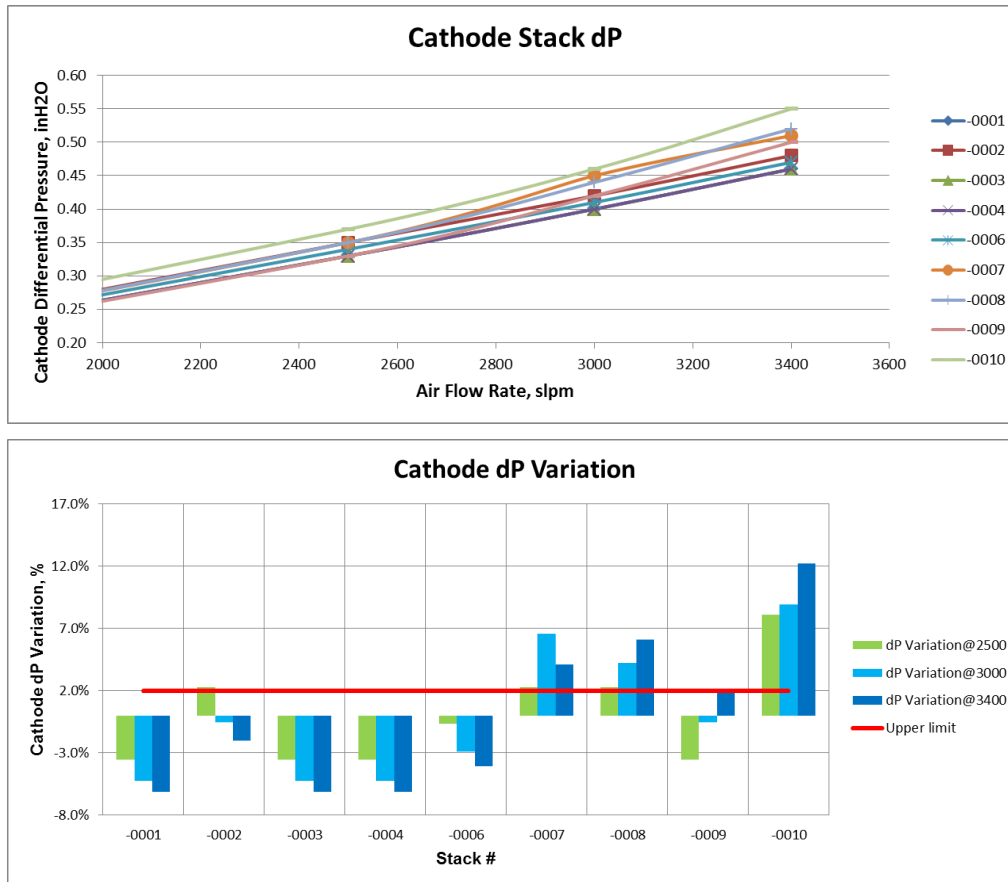 Cathode Stack dP
Cathode Differential Pressure, inH2O
0.60
0.55
0.50
0.45
0.40
0.35
0.30
0.25
0.20
2000 2200 2400 2600 2800 3000 3200 3400 3600
Air Flow Rate, slpm
-0001
-0002
-0003
-0004
-0006
-0007
-0008
-0009
-0010
Cathode dP Variation
Cathode dP Variation, %
17.0%
12.0%
7.0%
2.0%
-3.0%
-8.0%
-0001 -0002 -0003 -0004 -0006 -0007 -0008 -0009 -0010
Stack #
dP Variation@2500
dP Variation@3000
dP Variation@3400
Upper limit